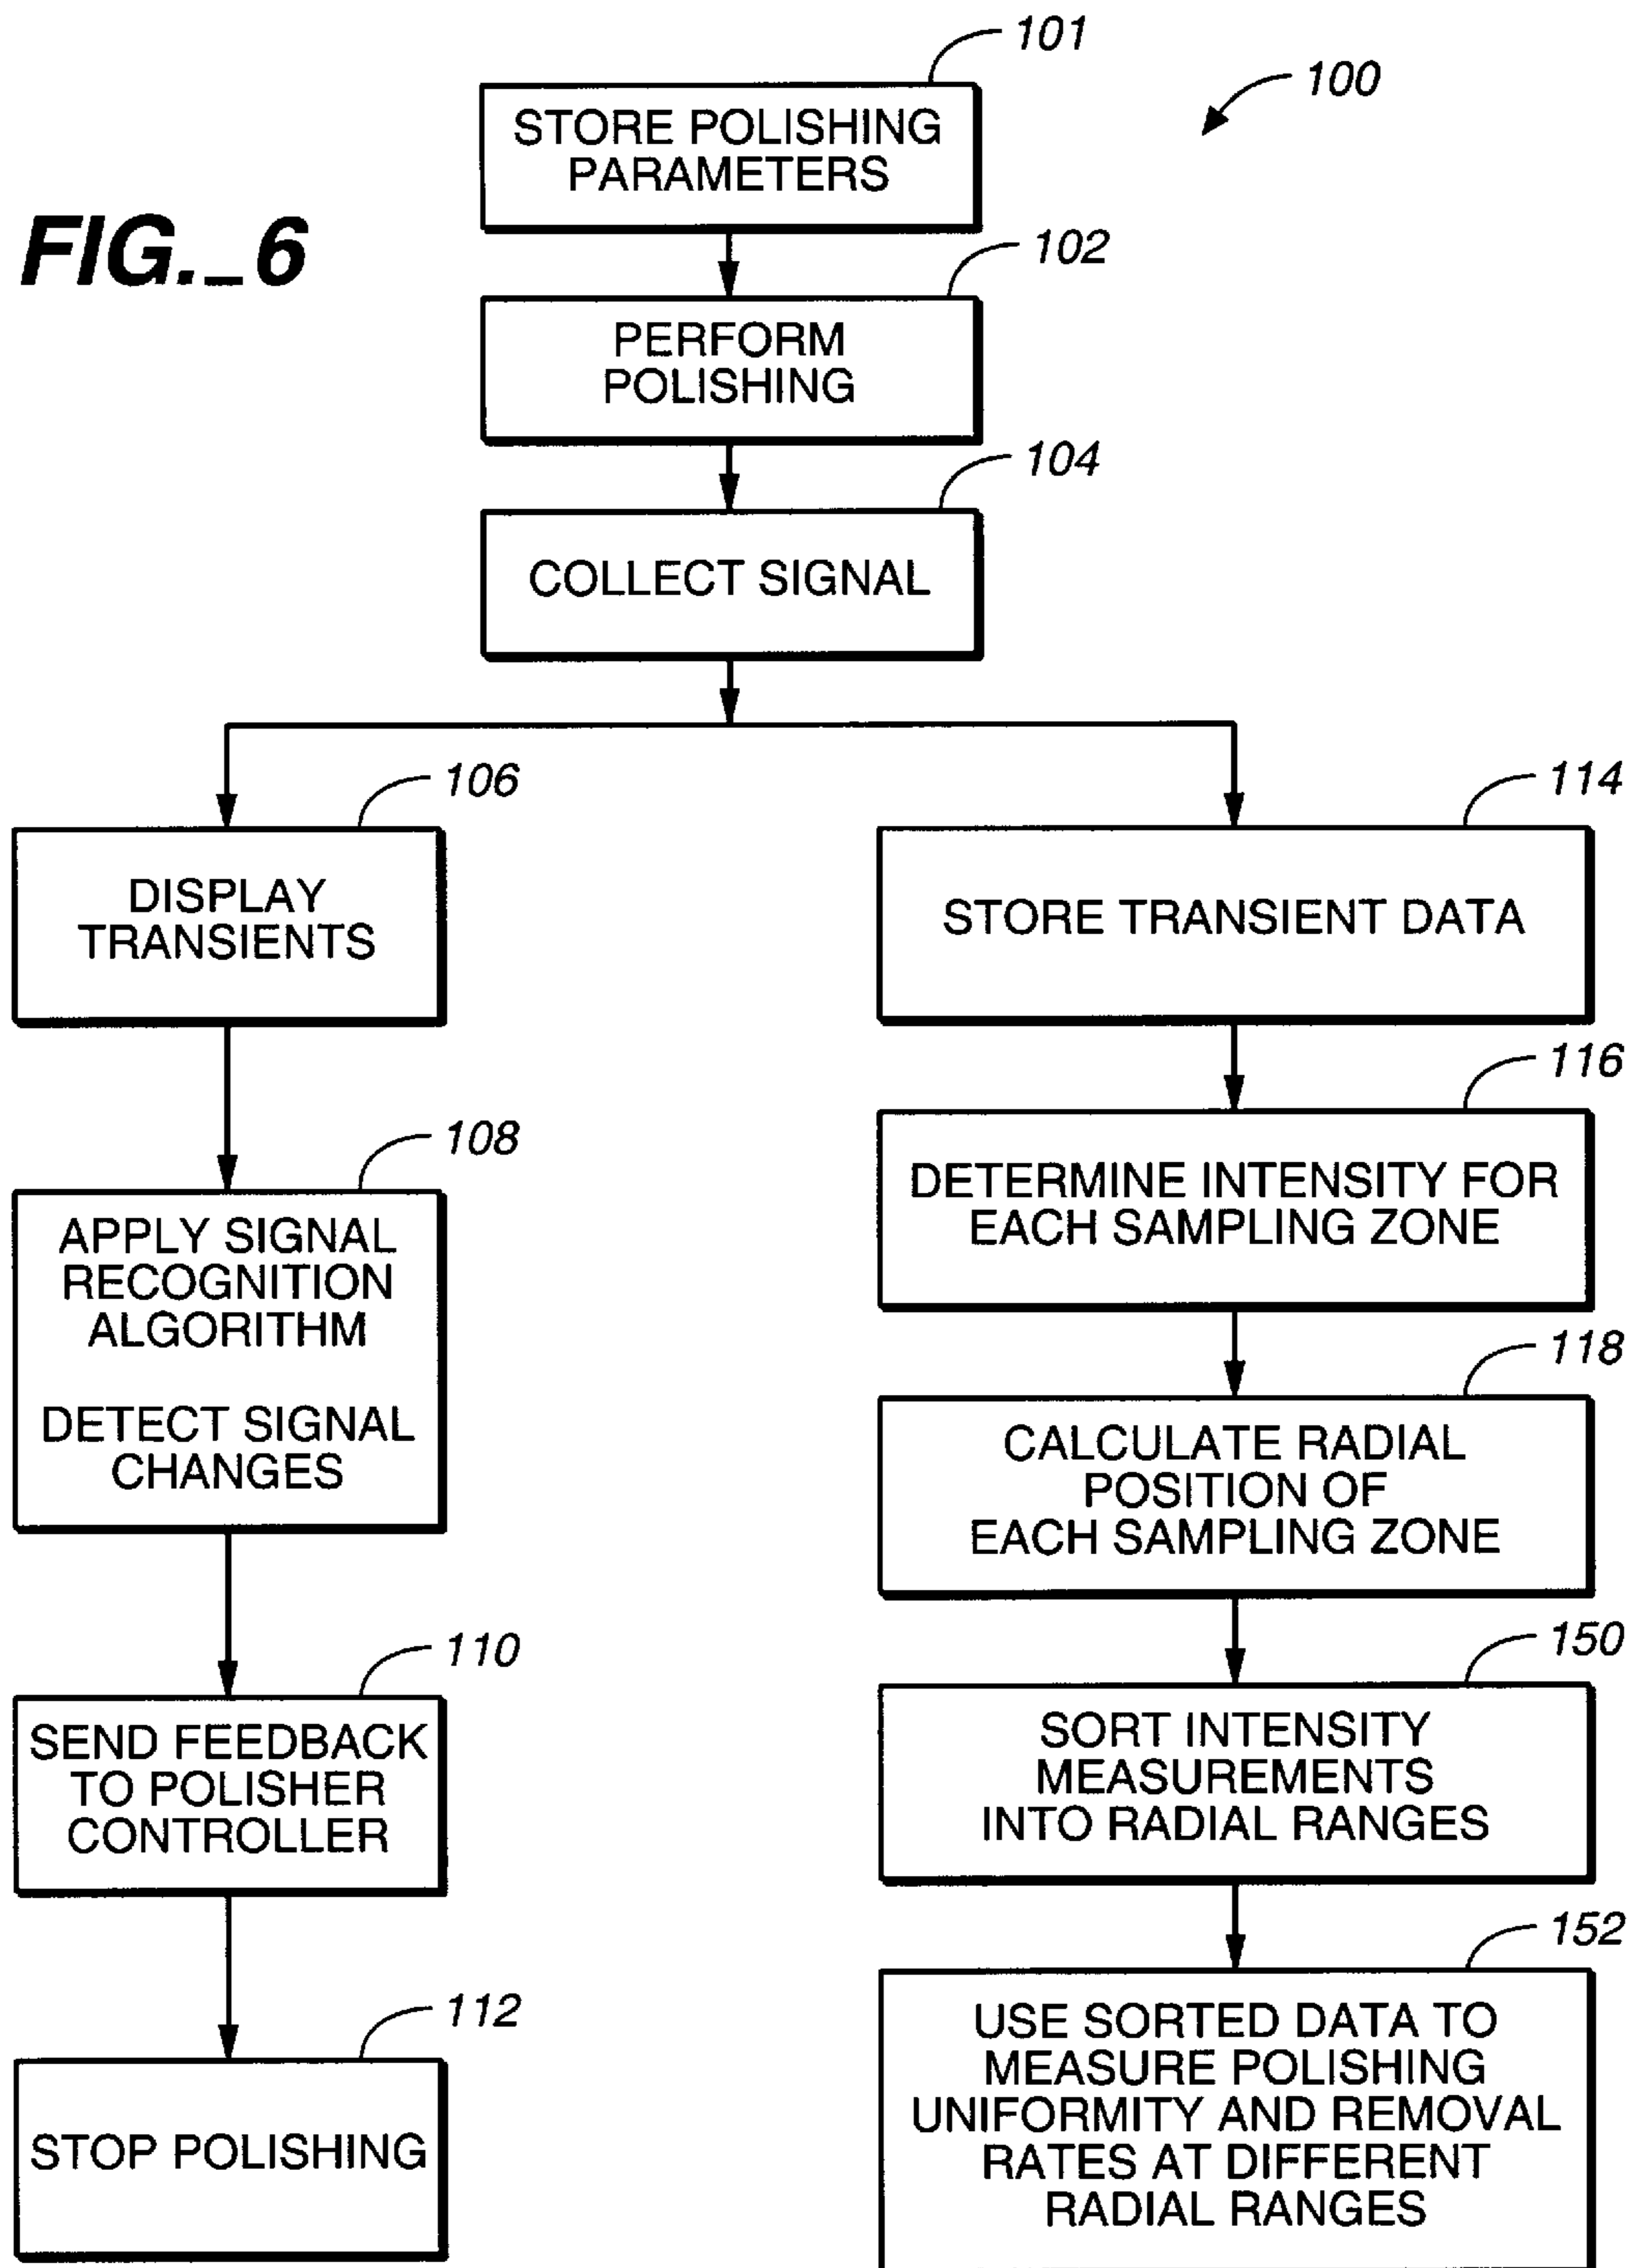 101
100
STORE POLISHING
PARAMETERS
FIG._6
102
PERFORM
POLISHING
104
COLLECT SIGNAL
106
DISPLAY
TRANSIENTS
108
APPLY SIGNAL
RECOGNITION
ALGORITHM
DETECT SIGNAL
CHANGES
110
SEND FEEDBACK
TO POLISHER
CONTROLLER
112
STOP POLISHING
114
STORE TRANSIENT DATA
116
DETERMINE INTENSITY FOR
EACH SAMPLING ZONE
118
CALCULATE RADIAL
POSITION OF
EACH SAMPLING ZONE
150
SORT INTENSITY
MEASUREMENTS
INTO RADIAL RANGES
152
USE SORTED DATA TO
MEASURE POLISHING
UNIFORMITY AND REMOVAL
RATES AT DIFFERENT
RADIAL RANGES